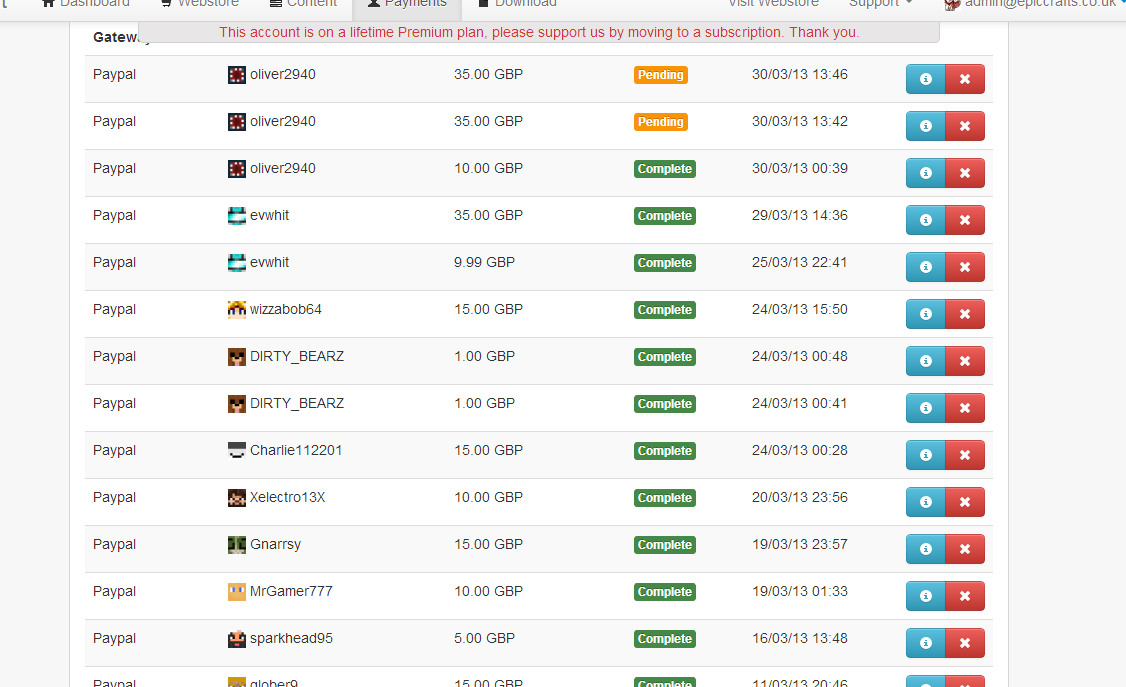 t Dashboard Webstore Content Payments Download Visit Webstore Support admin@epiccrafts.co.uk
This account is on a lifetime Premium plan, please support us by moving to a subscription. Thank you.
Gateway
Paypal oliver2940 35.00 GBP Pending 30/03/13 13:46
Paypal oliver2940 35.00 GBP Pending 30/03/13 13:42
Paypal oliver2940 10.00 GBP Complete 30/03/13 00:39
Paypal evwhit 35.00 GBP Complete 29/03/13 14:36
Paypal evwhit 9.99 GBP Complete 25/03/13 22:41
Paypal wizzabob64 15.00 GBP Complete 24/03/13 15:50
Paypal DIRTY_BEARZ 1.00 GBP Complete 24/03/13 00:48
Paypal DIRTY_BEARZ 1.00 GBP Complete 24/03/13 00:41
Paypal Charlie112201 15.00 GBP Complete 24/03/13 00:28
Paypal Xelectro13X 10.00 GBP Complete 20/03/13 23:56
Paypal Gnarrsy 15.00 GBP Complete 19/03/13 23:57
Paypal MrGamer777 10.00 GBP Complete 19/03/13 01:33
Paypal sparkhead95 5.00 GBP Complete 16/03/13 13:48
Paypal glober9 15.00 GBP Complete 11/03/13 20:46